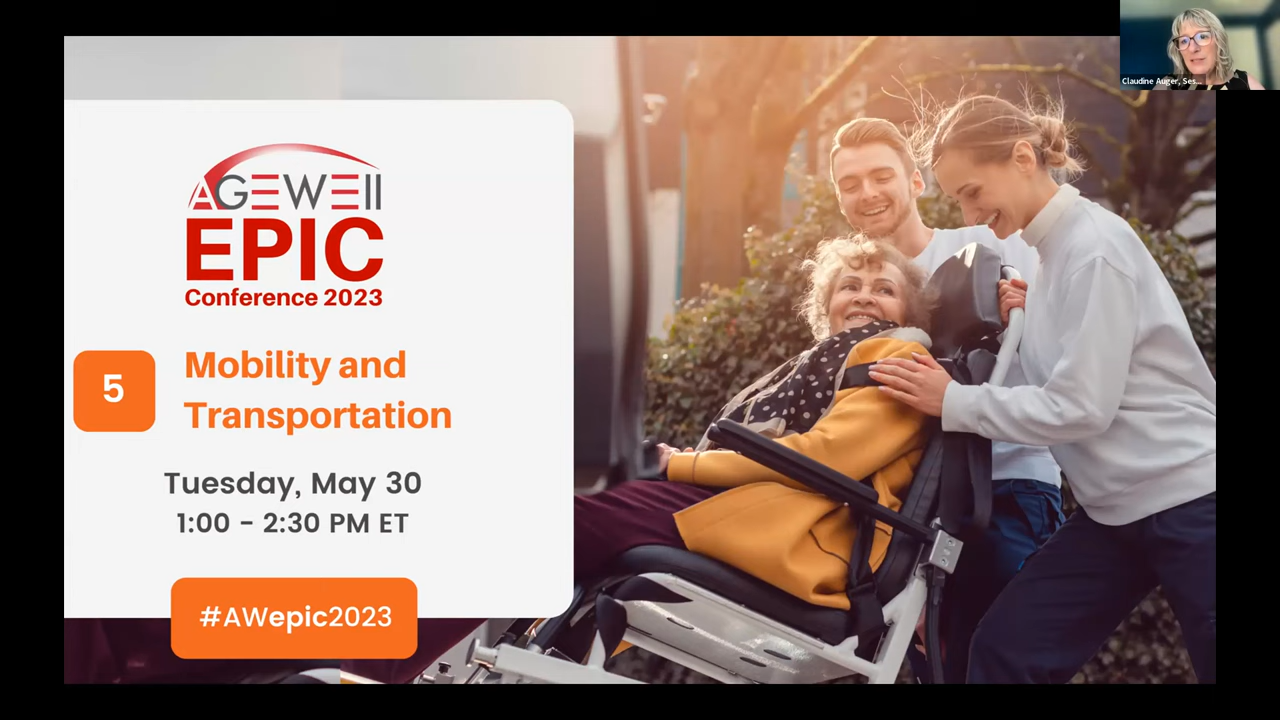 AGEWEll
EPIC
Conference 2023
5
Mobility and
Transportation
Tuesday, May 30
1:00 - 2:30 PM ET
#AWepic2023
Claudine Auger, Ses...